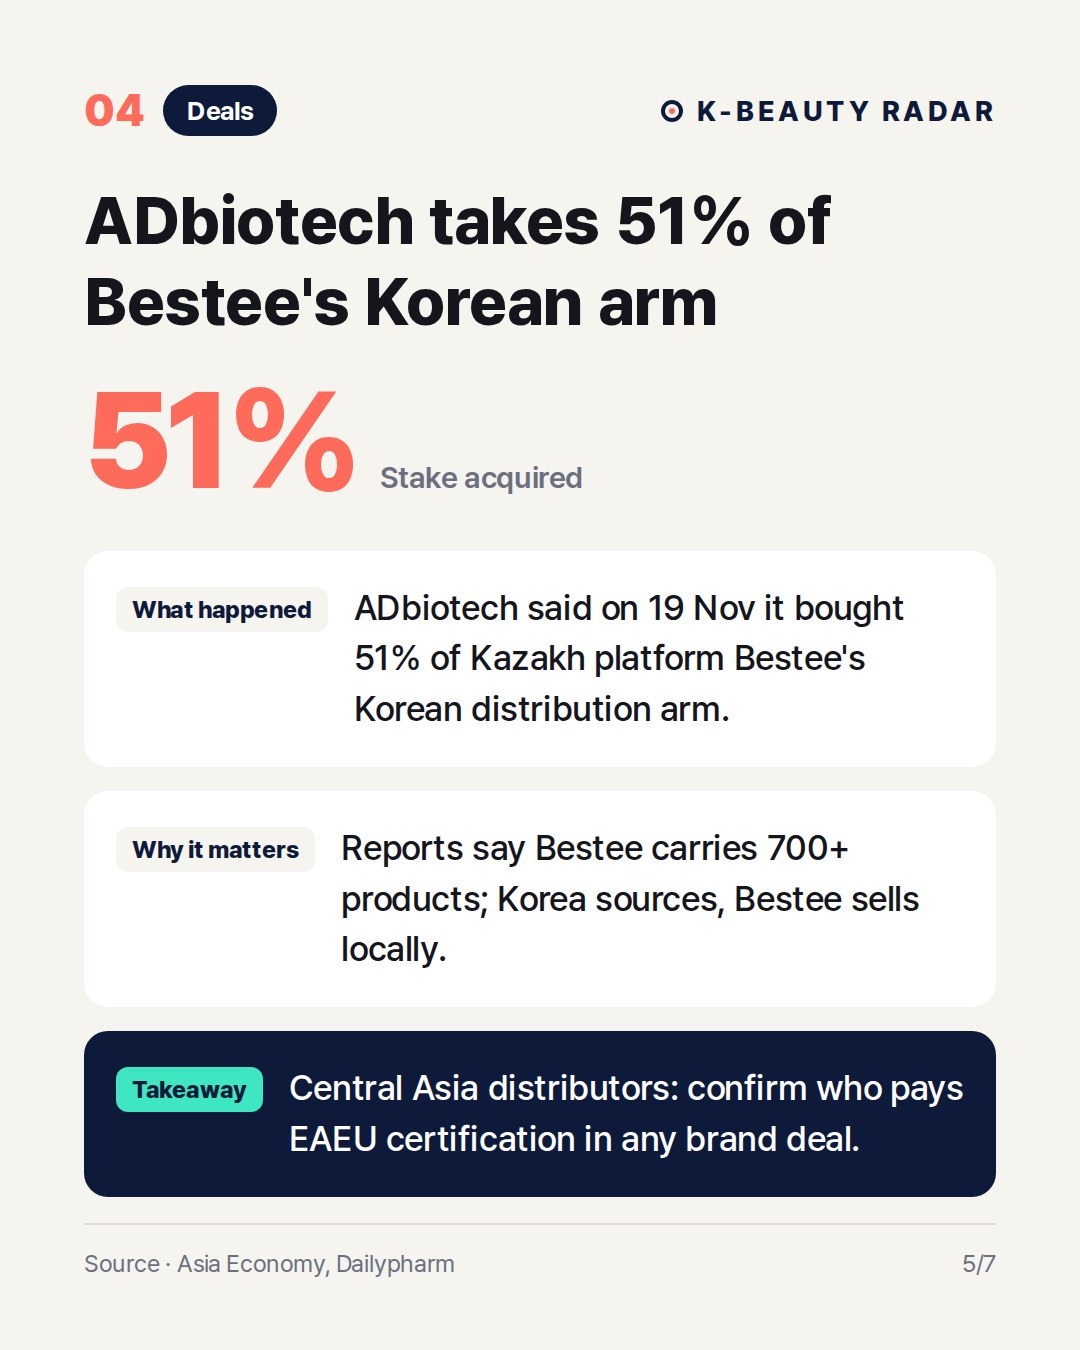 04 Deals
K-BEAUTY RADAR
ADbiotech takes 51% of
Bestee's Korean arm
51% Stake acquired
What happened
ADbiotech said on 19 Nov it bought
51% of Kazakh platform Bestee's
Korean distribution arm.
Why it matters
Reports say Bestee carries 700+
products; Korea sources, Bestee sells
locally.
Takeaway
Central Asia distributors: confirm who pays
EAEU certification in any brand deal.
Source · Asia Economy, Dailypharm
5/7